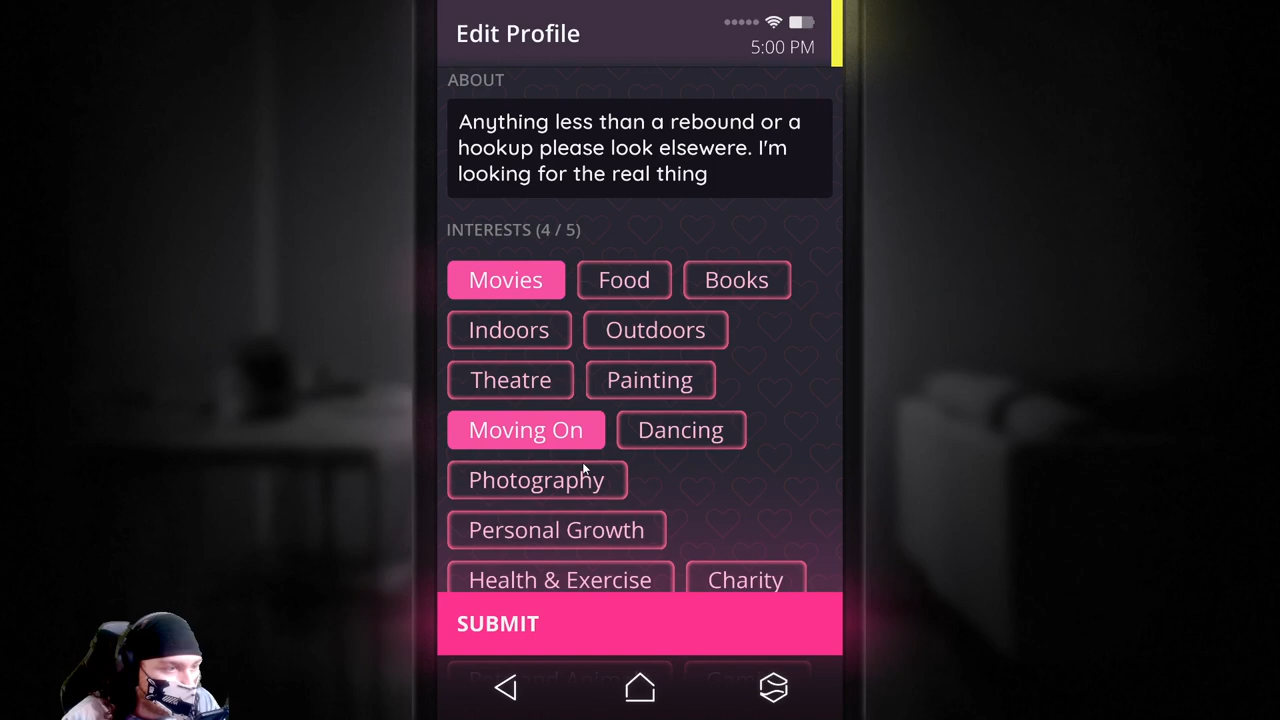 Edit Profile
5:00 PM
ABOUT
Anything less than a rebound or a
hookup please look elsewere. I'm
looking for the real thing
INTERESTS (4 / 5)
Movies Food Books
Indoors Outdoors
Theatre Painting
Moving On Dancing
Photography
Personal Growth
Health & Exercise Charity
SUBMIT